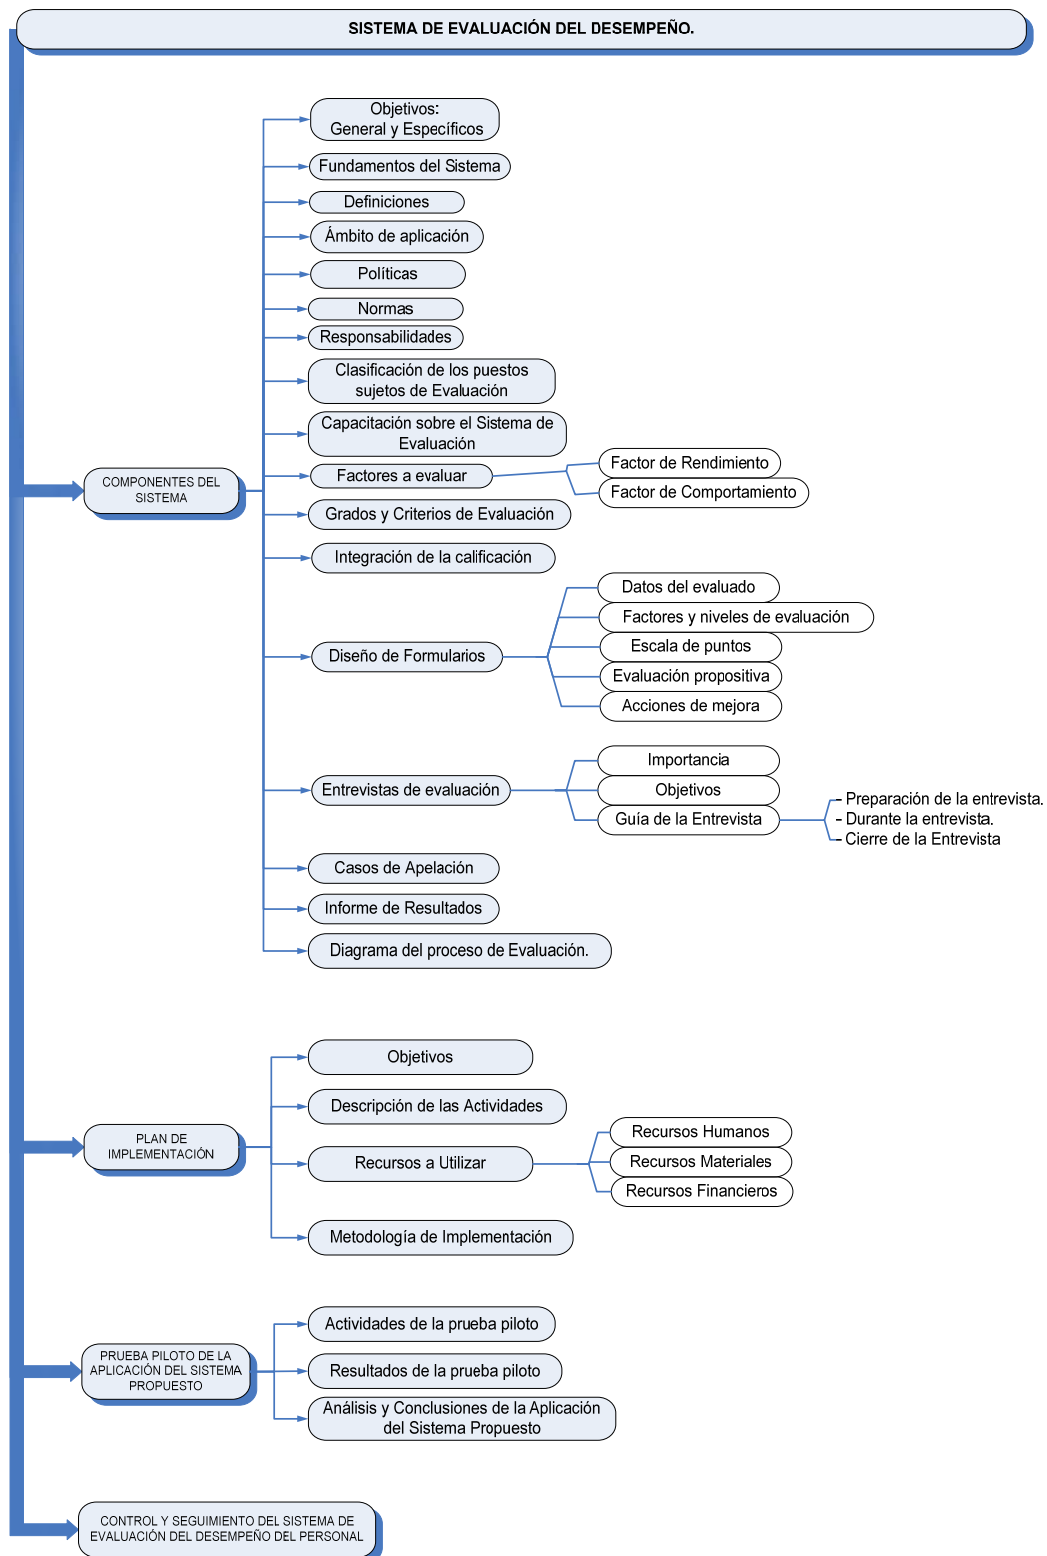 SISTEMA DE EVALUACIÓN DEL DESEMPEÑO.
Objetivos:
General y Específicos
Fundamentos del Sistema
Definiciones
Ámbito de aplicación
Políticas
Normas
Responsabilidades
Clasificación de los puestos
sujetos de Evaluación
Capacitación sobre el Sistema de
Evaluación
COMPONENTES DEL
SISTEMA
Factores a evaluar
Factor de Rendimiento
Factor de Comportamiento
Grados y Criterios de Evaluación
Integración de la calificación
Diseño de Formularios
Datos del evaluado
Factores y niveles de evaluación
Escala de puntos
Evaluación propositiva
Acciones de mejora
Entrevistas de evaluación
Importancia
Objetivos
Guía de la Entrevista
- Preparación de la entrevista.
- Durante la entrevista.
- Cierre de la Entrevista
Casos de Apelación
Informe de Resultados
Diagrama del proceso de Evaluación.
PLAN DE
IMPLEMENTACIÓN
Objetivos
Descripción de las Actividades
Recursos a Utilizar
Recursos Humanos
Recursos Materiales
Recursos Financieros
Metodología de Implementación
PRUEBA PILOTO DE LA
APLICACIÓN DEL SISTEMA
PROPUESTO
Actividades de la prueba piloto
Resultados de la prueba piloto
Análisis y Conclusiones de la Aplicación
del Sistema Propuesto
CONTROL Y SEGUIMIENTO DEL SISTEMA DE
EVALUACIÓN DEL DESEMPEÑO DEL PERSONAL